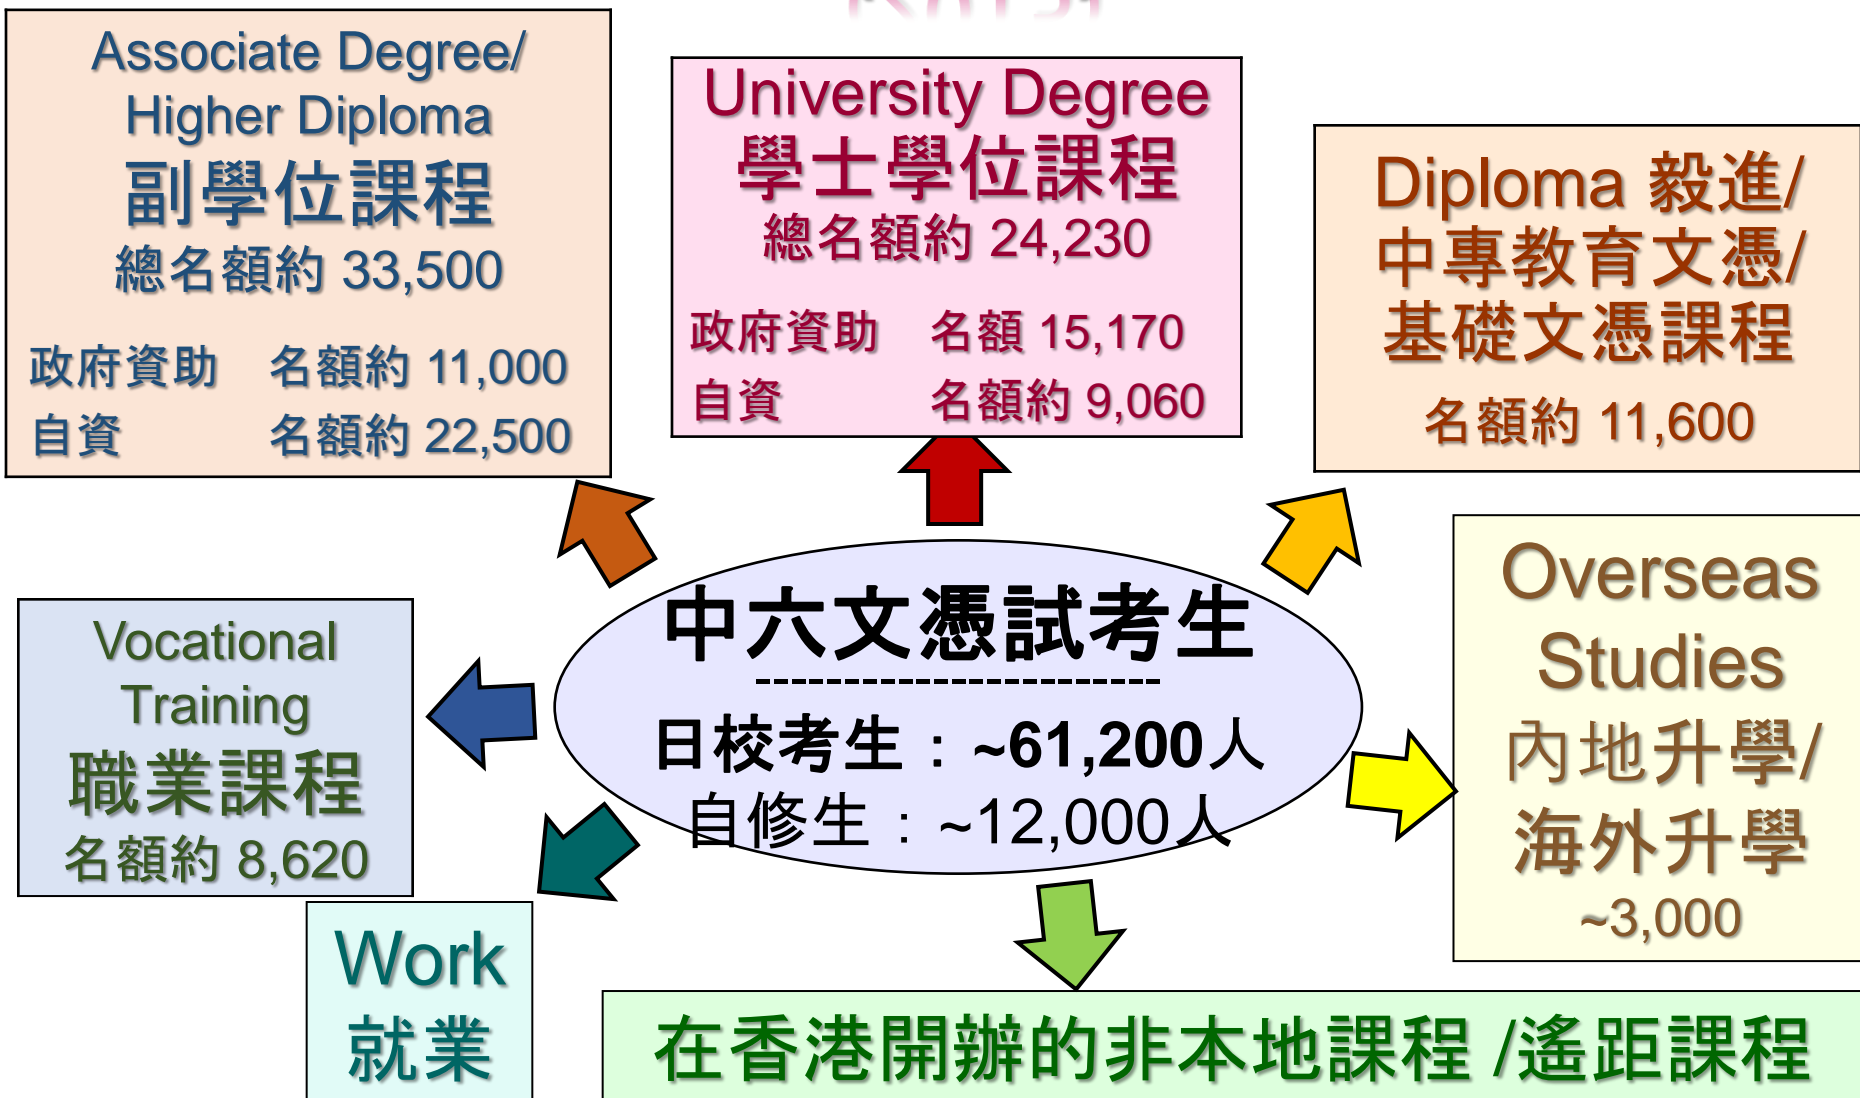 Associate Degree/
Higher Diploma
副學位課程
總名額約 33,500
政府資助 名額約 11,000
自資 名額約 22,500
University Degree
學士學位課程
總名額約 24,230
政府資助 名額 15,170
自資 名額約 9,060
Diploma 毅進/
中專教育文憑/
基礎文憑課程
名額約 11,600
中六文憑試考生
-----------------------
日校考生：~61,200人
自修生：~12,000人
Vocational
Training
職業課程
名額約 8,620
Overseas
Studies
內地升學/
海外升學
~3,000
Work
就業
在香港開辦的非本地課程 /遙距課程